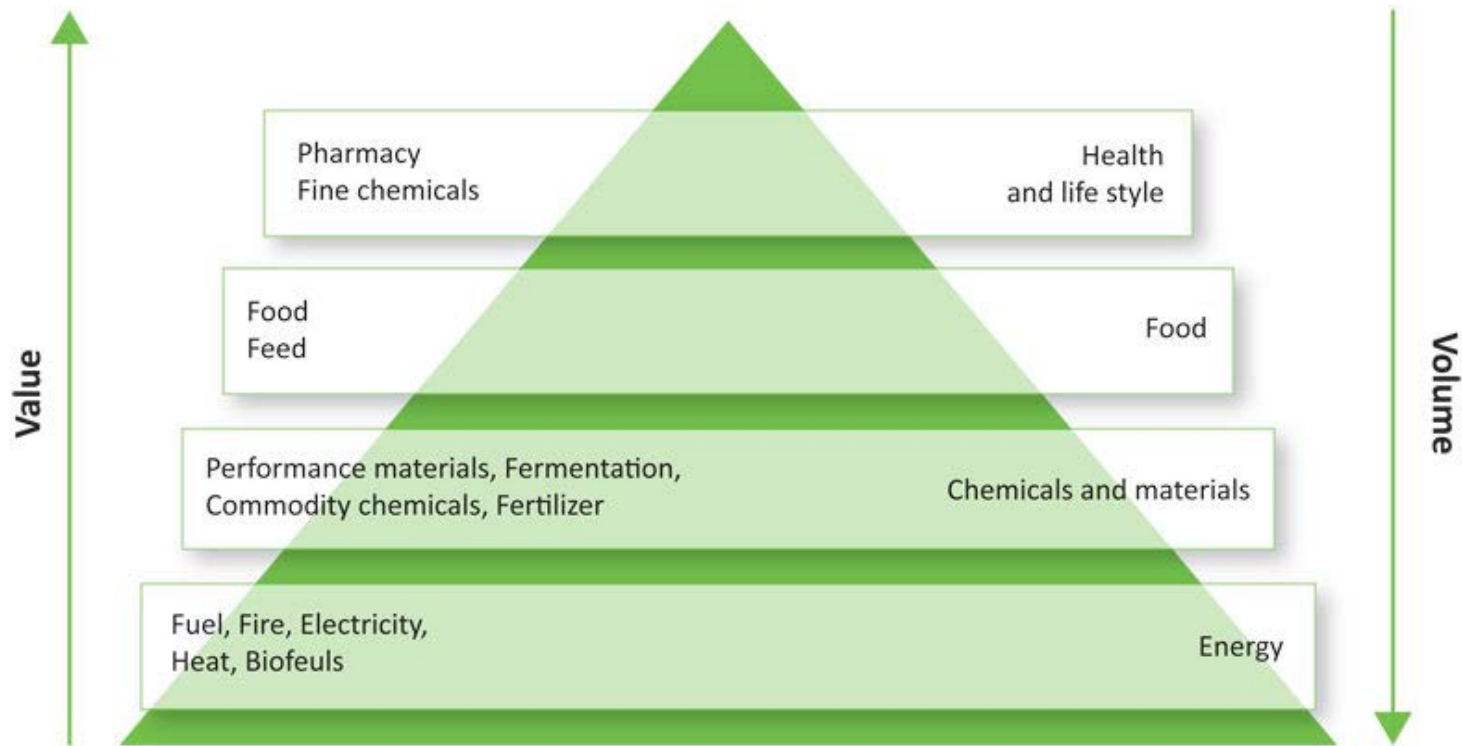 Value
Pharmacy
Fine chemicals
Health
and life style
Food
Feed
Food
Performance materials, Fermentation,
Commodity chemicals, Fertilizer
Chemicals and materials
Fuel, Fire, Electricity,
Heat, Biofeuls
Energy
Volume